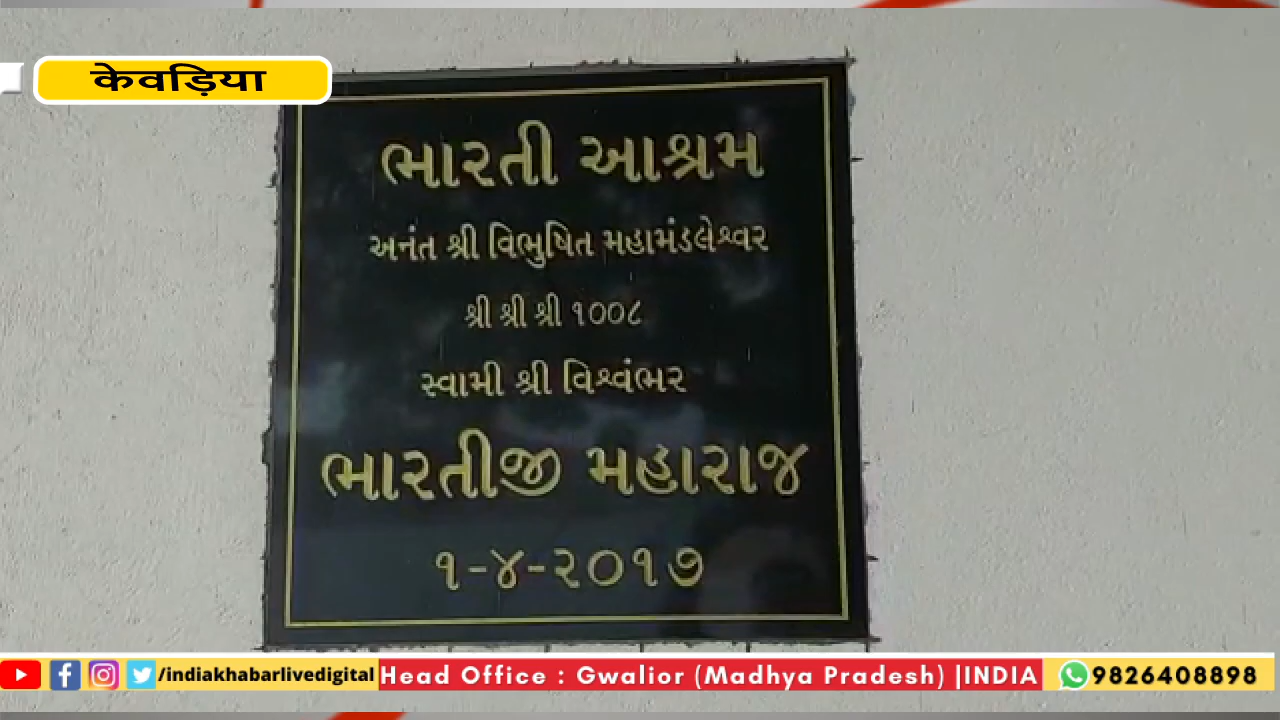 केवड़िया
ભારતી આશ્રમ
અનંત શ્રી વિભુષિત મહામંડલેશ્વર
શ્રી શ્રી શ્રી ૧૦૦૮
સ્વામી શ્રી વિશ્વંભર
ભારતીજી મહારાજ
૧-૪-૨૦૧૭
/indiakhabarlivedigital Head Office : Gwalior (Madhya Pradesh) |INDIA 9826408898